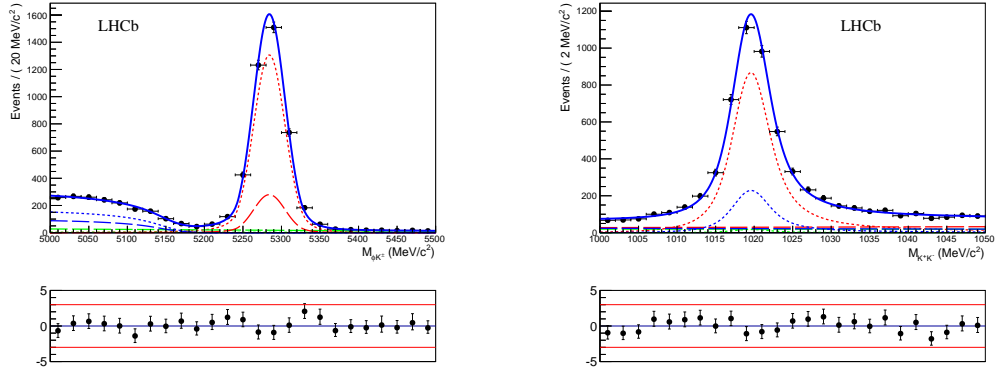 LHCb
Events / ( 20 MeV/c²)
1600
1400
1200
1000
800
600
400
200
0
5000 5050 5100 5150 5200 5250 5300 5350 5400 5450 5500
M_{ϕK^±} (MeV/c²)
5
0
-5
LHCb
Events / ( 2 MeV/c²)
1200
1000
800
600
400
200
0
1000 1005 1010 1015 1020 1025 1030 1035 1040 1045 1050
M_{K⁺K⁻} (MeV/c²)
5
0
-5